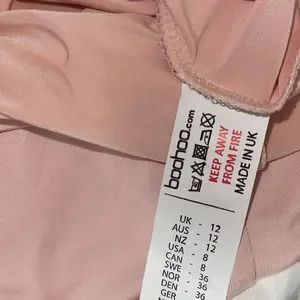 boohoo.com
KEEP AWAY
FROM FIRE
MADE IN UK
UK - 12
AUS - 12
NZ - 12
USA - 8
CAN - 8
SWE - 36
NOR - 36
DEN - 36
GER - 36